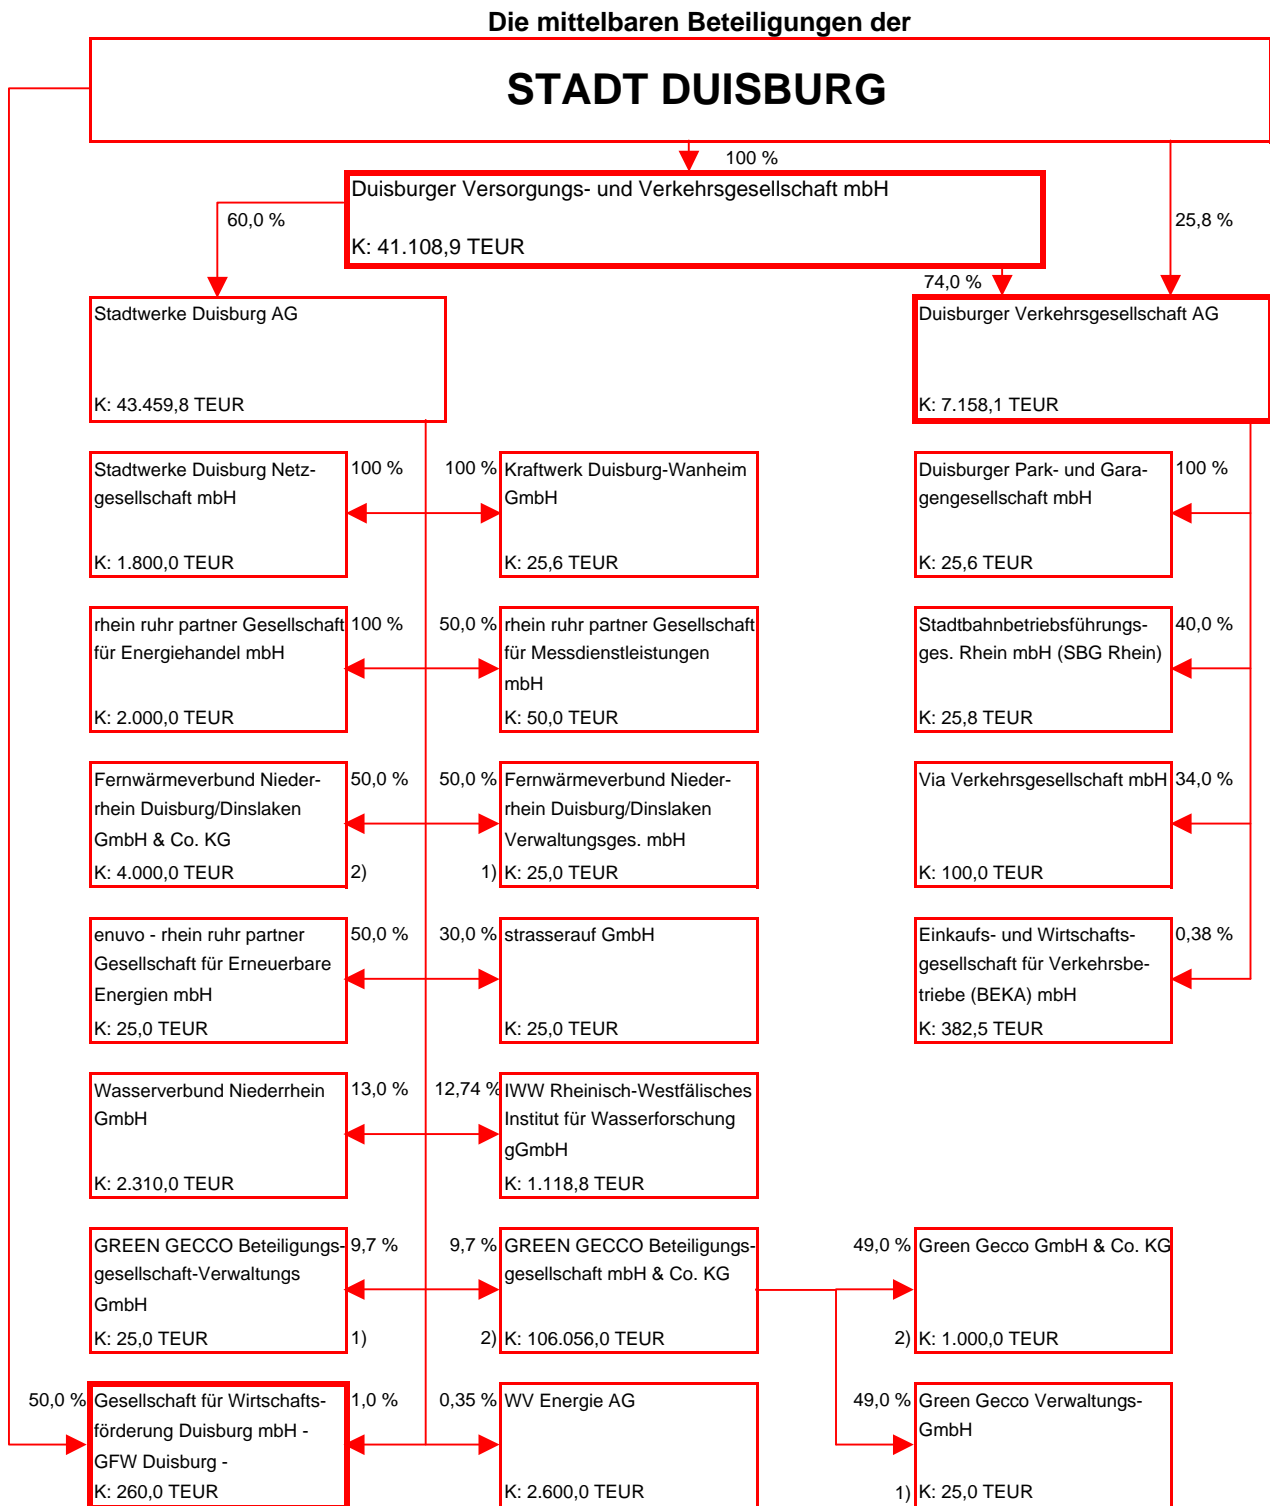 Die mittelbaren Beteiligungen der
STADT DUISBURG
100 %
Duisburger Versorgungs- und Verkehrsgesellschaft mbH
K: 41.108,9 TEUR
60,0 %
25,8 %
74,0 %
Stadtwerke Duisburg AG
K: 43.459,8 TEUR
Duisburger Verkehrsgesellschaft AG
K: 7.158,1 TEUR
Stadtwerke Duisburg Netz-
gesellschaft mbH
K: 1.800,0 TEUR
100 %
100 %
Kraftwerk Duisburg-Wanheim
GmbH
K: 25,6 TEUR
Duisburger Park- und Gara-
gengesellschaft mbH
K: 25,6 TEUR
100 %
rhein ruhr partner Gesellschaft
für Energiehandel mbH
K: 2.000,0 TEUR
100 %
50,0 %
rhein ruhr partner Gesellschaft
für Messdienstleistungen
mbH
K: 50,0 TEUR
Stadtbahnbetriebsführungs-
ges. Rhein mbH (SBG Rhein)
K: 25,8 TEUR
40,0 %
Fernwärmeverbund Nieder-
rhein Duisburg/Dinslaken
GmbH & Co. KG
K: 4.000,0 TEUR
50,0 %
2)
50,0 %
1)
Fernwärmeverbund Nieder-
rhein Duisburg/Dinslaken
Verwaltungsges. mbH
K: 25,0 TEUR
Via Verkehrsgesellschaft mbH
K: 100,0 TEUR
34,0 %
enuvo - rhein ruhr partner
Gesellschaft für Erneuerbare
Energien mbH
K: 25,0 TEUR
50,0 %
30,0 %
strasserauf GmbH
K: 25,0 TEUR
Einkaufs- und Wirtschafts-
gesellschaft für Verkehrsbe-
triebe (BEKA) mbH
K: 382,5 TEUR
0,38 %
Wasserverbund Niederrhein
GmbH
K: 2.310,0 TEUR
13,0 %
12,74 %
IWW Rheinisch-Westfälisches
Institut für Wasserforschung
gGmbH
K: 1.118,8 TEUR
GREEN GECCO Beteiligungs-
gesellschaft-Verwaltungs
GmbH
K: 25,0 TEUR
9,7 %
1)
9,7 %
2)
GREEN GECCO Beteiligungs-
gesellschaft mbH & Co. KG
K: 106.056,0 TEUR
49,0 %
2)
Green Gecco GmbH & Co. KG
K: 1.000,0 TEUR
50,0 %
Gesellschaft für Wirtschafts-
förderung Duisburg mbH -
GFW Duisburg -
K: 260,0 TEUR
1,0 %
0,35 %
WV Energie AG
K: 2.600,0 TEUR
49,0 %
1)
Green Gecco Verwaltungs-
GmbH
K: 25,0 TEUR